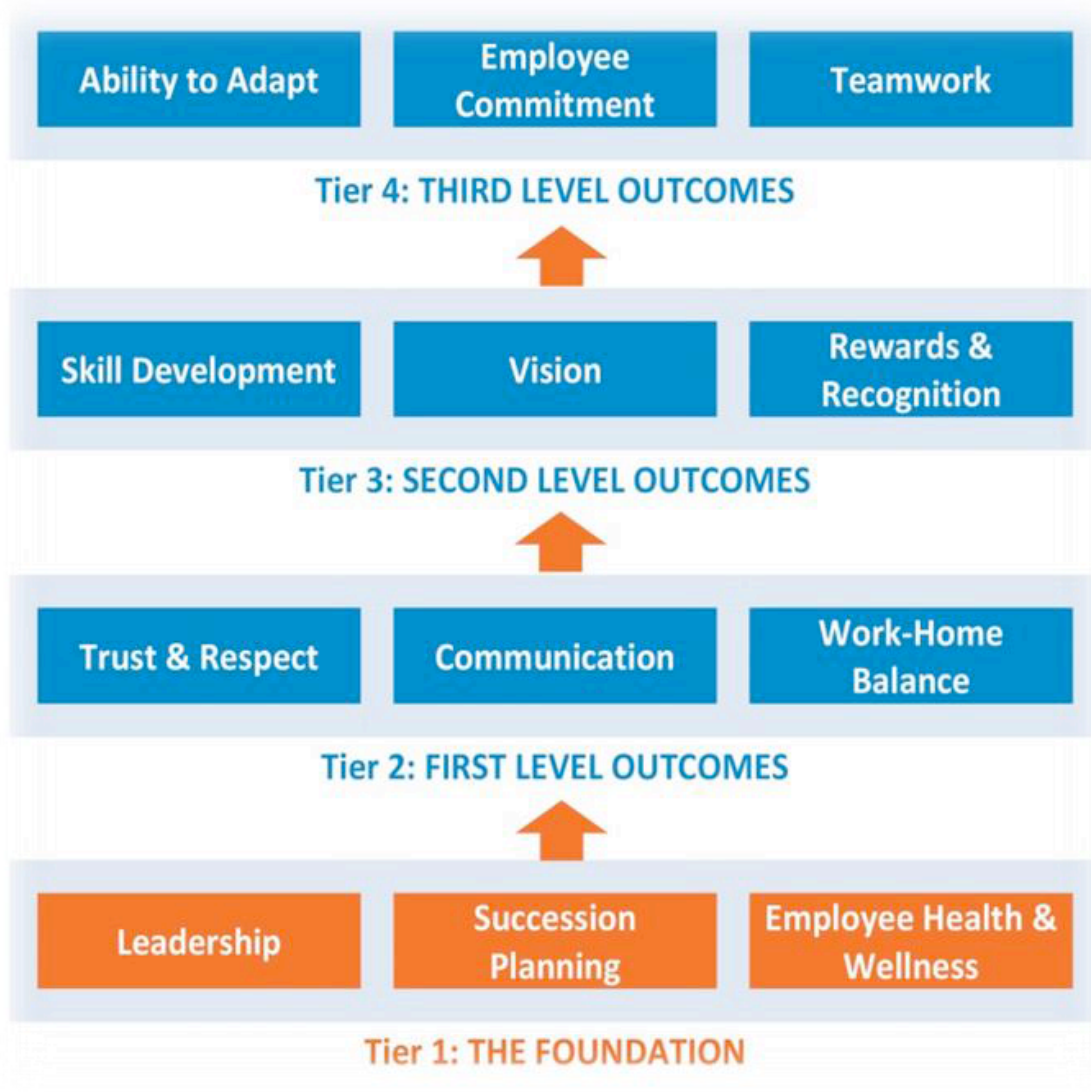 Ability to Adapt
Employee
Commitment
Teamwork
Tier 4: THIRD LEVEL OUTCOMES
Skill Development
Vision
Rewards &
Recognition
Tier 3: SECOND LEVEL OUTCOMES
Trust & Respect
Communication
Work-Home
Balance
Tier 2: FIRST LEVEL OUTCOMES
Leadership
Succession
Planning
Employee Health &
Wellness
Tier 1: THE FOUNDATION